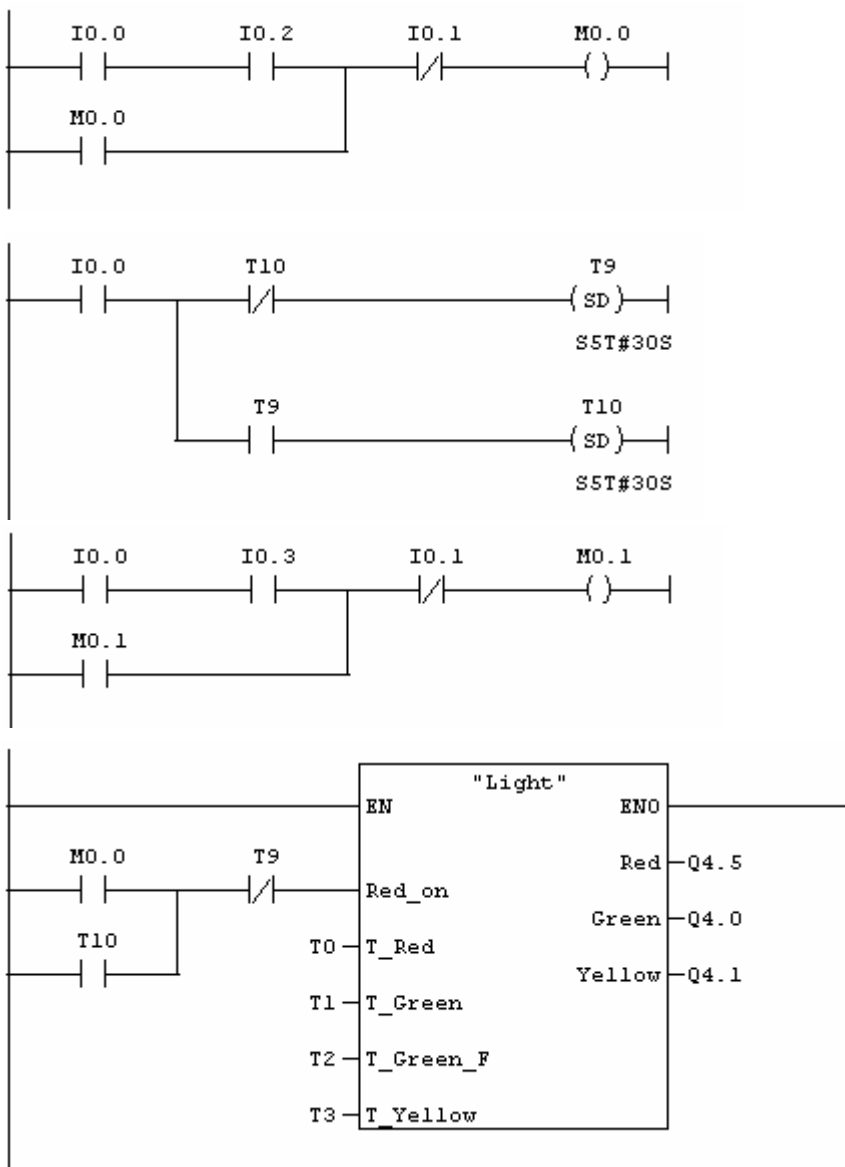 I0.0 I0.2 I0.1 M0.0
M0.0
I0.0 T10 T9
SD
S5T#30S
T9 T10
SD
S5T#30S
I0.0 I0.3 I0.1 M0.1
M0.1
"Light"
EN ENO
M0.0 T9
Red Q4.5
Red_on
Green Q4.0
T10
T0 T_Red
Yellow Q4.1
T1 T_Green
T2 T_Green_F
T3 T_Yellow